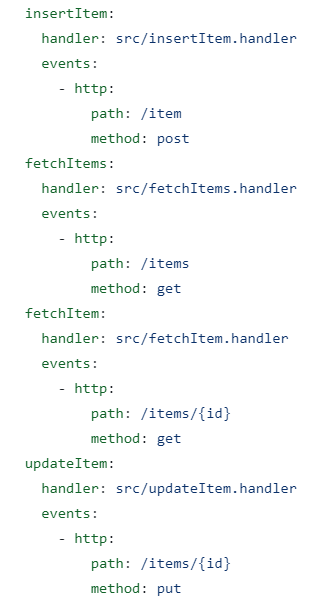 insertItem:
  handler: src/insertItem.handler
  events:
    - http:
        path: /item
        method: post
fetchItems:
  handler: src/fetchItems.handler
  events:
    - http:
        path: /items
        method: get
fetchItem:
  handler: src/fetchItem.handler
  events:
    - http:
        path: /items/{id}
        method: get
updateItem:
  handler: src/updateItem.handler
  events:
    - http:
        path: /items/{id}
        method: put